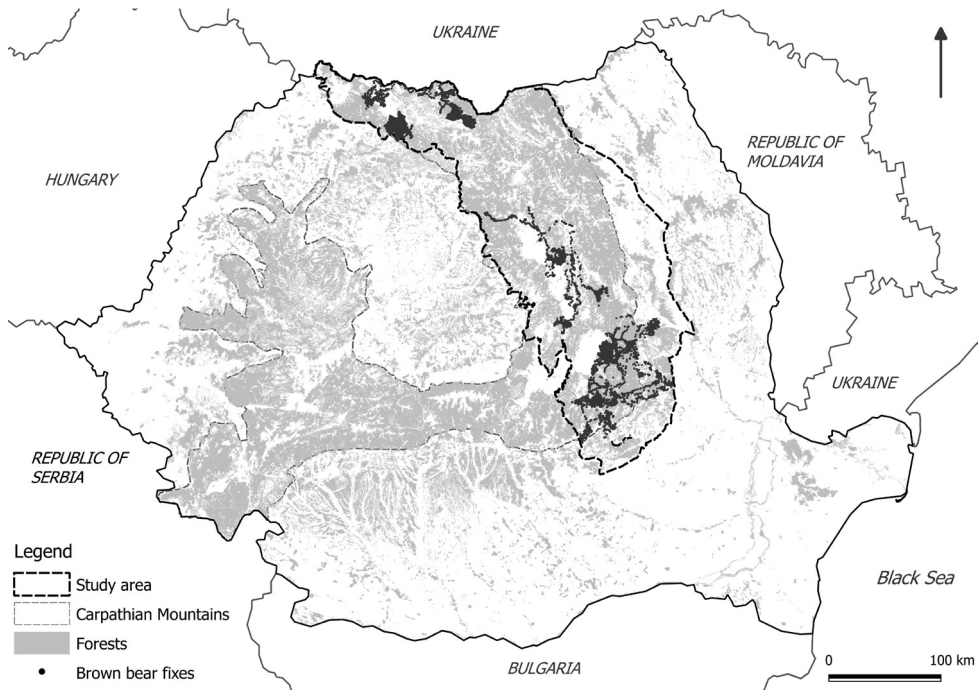 UKRAINE
REPUBLIC OF
MOLDAVIA
HUNGARY
UKRAINE
REPUBLIC OF
SERBIA
Black Sea
BULGARIA
Legend
Study area
Carpathian Mountains
Forests
Brown bear fixes
0 100 km